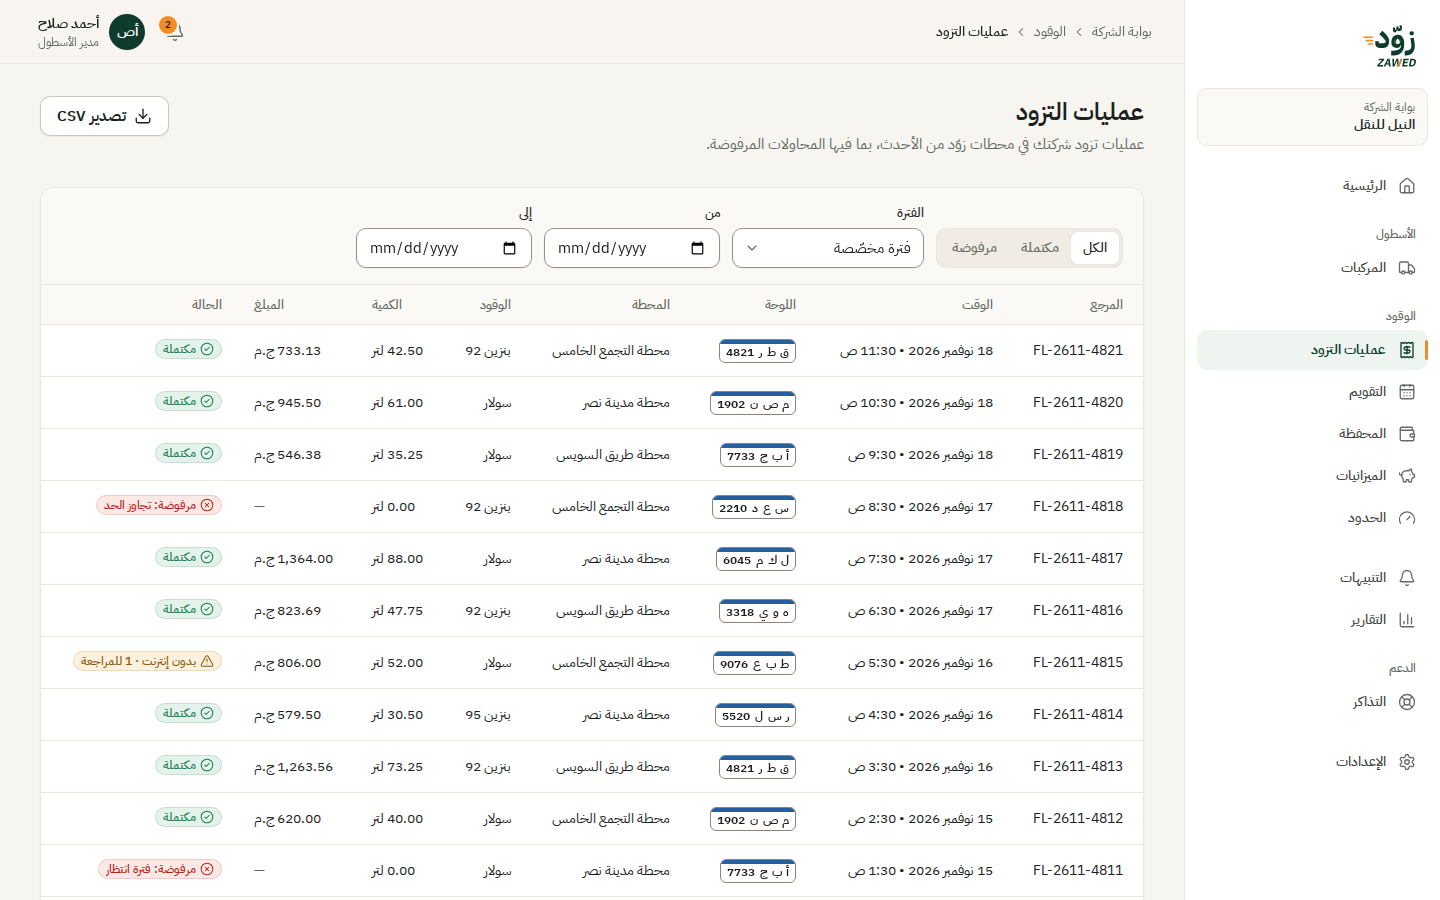 زوّد
ZAWED
بوابة الشركة
النيل للنقل
الرئيسية
الأسطول
المركبات
الوقود
عمليات التزود
التقويم
المحفظة
الميزانيات
الحدود
التنبيهات
التقارير
الدعم
التذاكر
الإعدادات
بوابة الشركة > الوقود > عمليات التزود
2
أص
أحمد صلاح
مدير الأسطول
عمليات التزود
عمليات تزود شركتك في محطات زوّد من الأحدث، بما فيها المحاولات المرفوضة.
تصدير CSV
الكل مكتملة مرفوضة
الفترة
فترة مخصّصة
من
mm/dd/yyyy
إلى
mm/dd/yyyy
المرجع الوقت اللوحة المحطة الوقود الكمية المبلغ الحالة
FL-2611-4821 18 نوفمبر 2026 • 11:30 ص ق ط ر 4821 محطة التجمع الخامس بنزين 92 42.50 لتر 733.13 ج.م مكتملة
FL-2611-4820 18 نوفمبر 2026 • 10:30 ص م ص ن 1902 محطة مدينة نصر سولار 61.00 لتر 945.50 ج.م مكتملة
FL-2611-4819 18 نوفمبر 2026 • 9:30 ص أ ب ج 7733 محطة طريق السويس سولار 35.25 لتر 546.38 ج.م مكتملة
FL-2611-4818 17 نوفمبر 2026 • 8:30 ص س ع د 2210 محطة التجمع الخامس بنزين 92 0.00 لتر — مرفوضة: تجاوز الحد
FL-2611-4817 17 نوفمبر 2026 • 7:30 ص ل ك م 6045 محطة مدينة نصر سولار 88.00 لتر 1,364.00 ج.م مكتملة
FL-2611-4816 17 نوفمبر 2026 • 6:30 ص ه و ي 3318 محطة طريق السويس بنزين 92 47.75 لتر 823.69 ج.م مكتملة
FL-2611-4815 16 نوفمبر 2026 • 5:30 ص ط ب ع 9076 محطة التجمع الخامس سولار 52.00 لتر 806.00 ج.م بدون إنترنت · 1 للمراجعة
FL-2611-4814 16 نوفمبر 2026 • 4:30 ص ر س ل 5520 محطة مدينة نصر بنزين 95 30.50 لتر 579.50 ج.م مكتملة
FL-2611-4813 16 نوفمبر 2026 • 3:30 ص ق ط ر 4821 محطة طريق السويس بنزين 92 73.25 لتر 1,263.56 ج.م مكتملة
FL-2611-4812 15 نوفمبر 2026 • 2:30 ص م ص ن 1902 محطة التجمع الخامس سولار 40.00 لتر 620.00 ج.م مكتملة
FL-2611-4811 15 نوفمبر 2026 • 1:30 ص أ ب ج 7733 محطة مدينة نصر سولار 0.00 لتر — مرفوضة: فترة انتظار